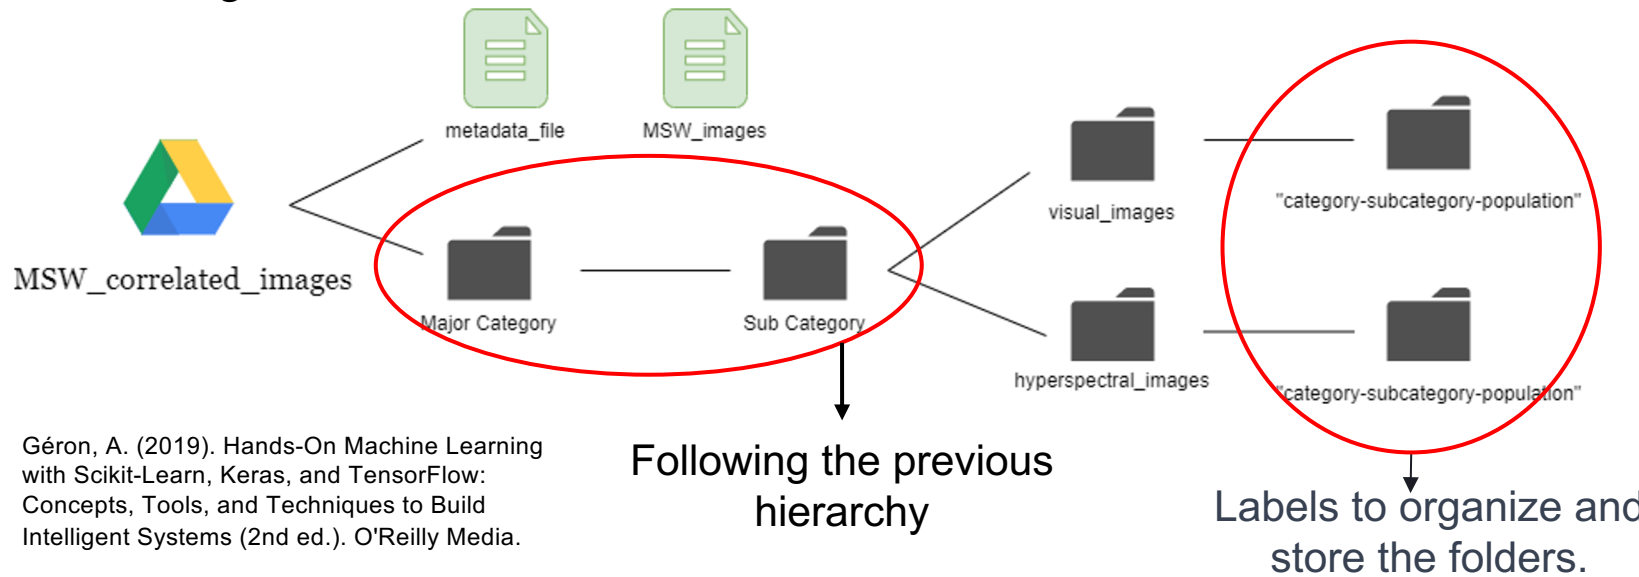 metadata_file
MSW_images
MSW_correlated_images
Major Category
Sub Category
visual_images
hyperspectral_images
"category-subcategory-population"
"category-subcategory-population"
Géron, A. (2019). Hands-On Machine Learning
with Scikit-Learn, Keras, and TensorFlow:
Concepts, Tools, and Techniques to Build
Intelligent Systems (2nd ed.). O'Reilly Media.
Following the previous
hierarchy
Labels to organize and
store the folders.